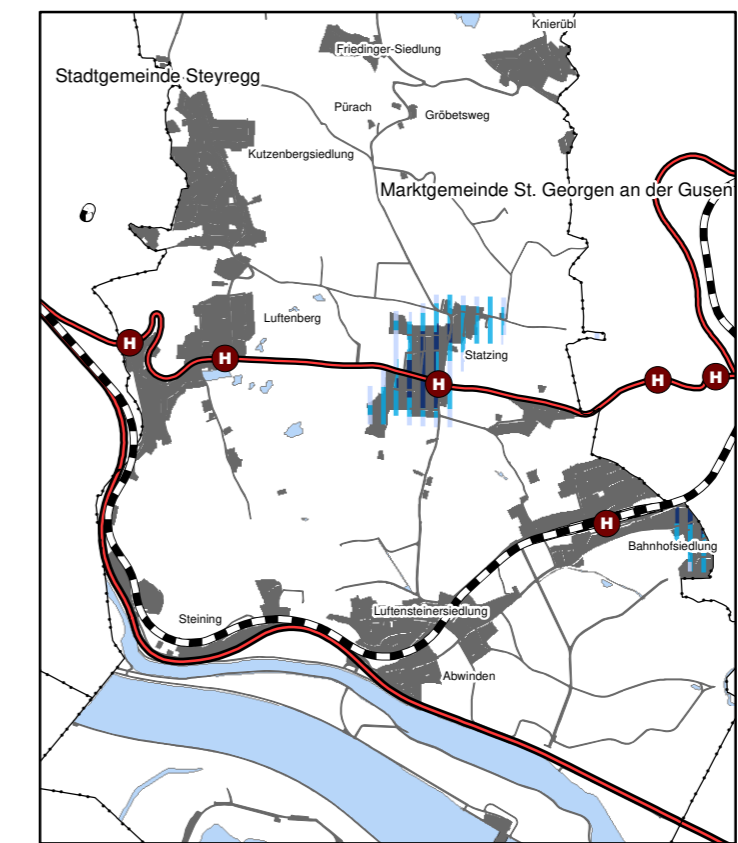 Knierübl
Friedinger-Siedlung
Stadtgemeinde Steyregg
Pürach
Gröbetsweg
Kutzenbergsiedlung
Marktgemeinde St. Georgen an der Gusen
Luftenberg
H
H
Statzing
H
H
H
H
Bahnhofsiedlung
Steining
Luftensteinersiedlung
Abwinden